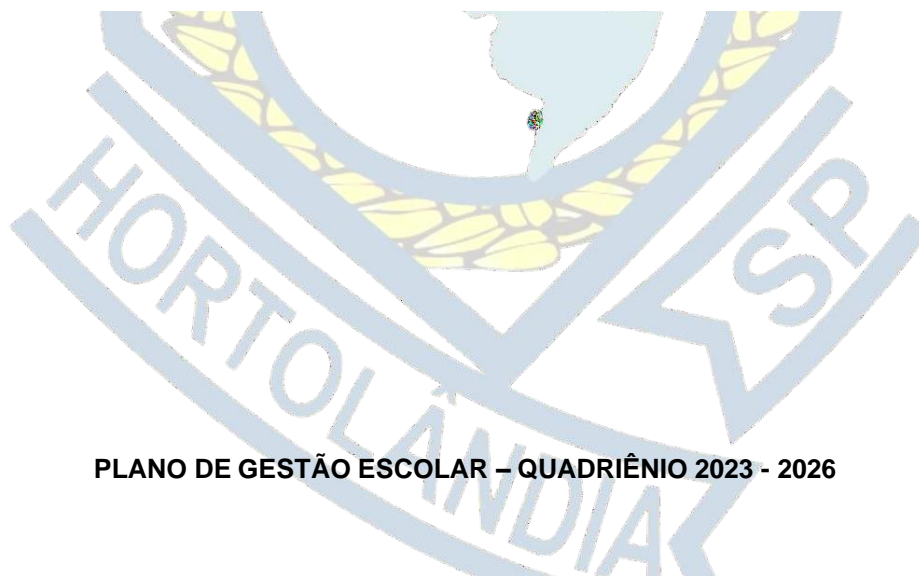 HORTOLÂNDIA
SP
PLANO DE GESTÃO ESCOLAR – QUADRIÊNIO 2023 - 2026